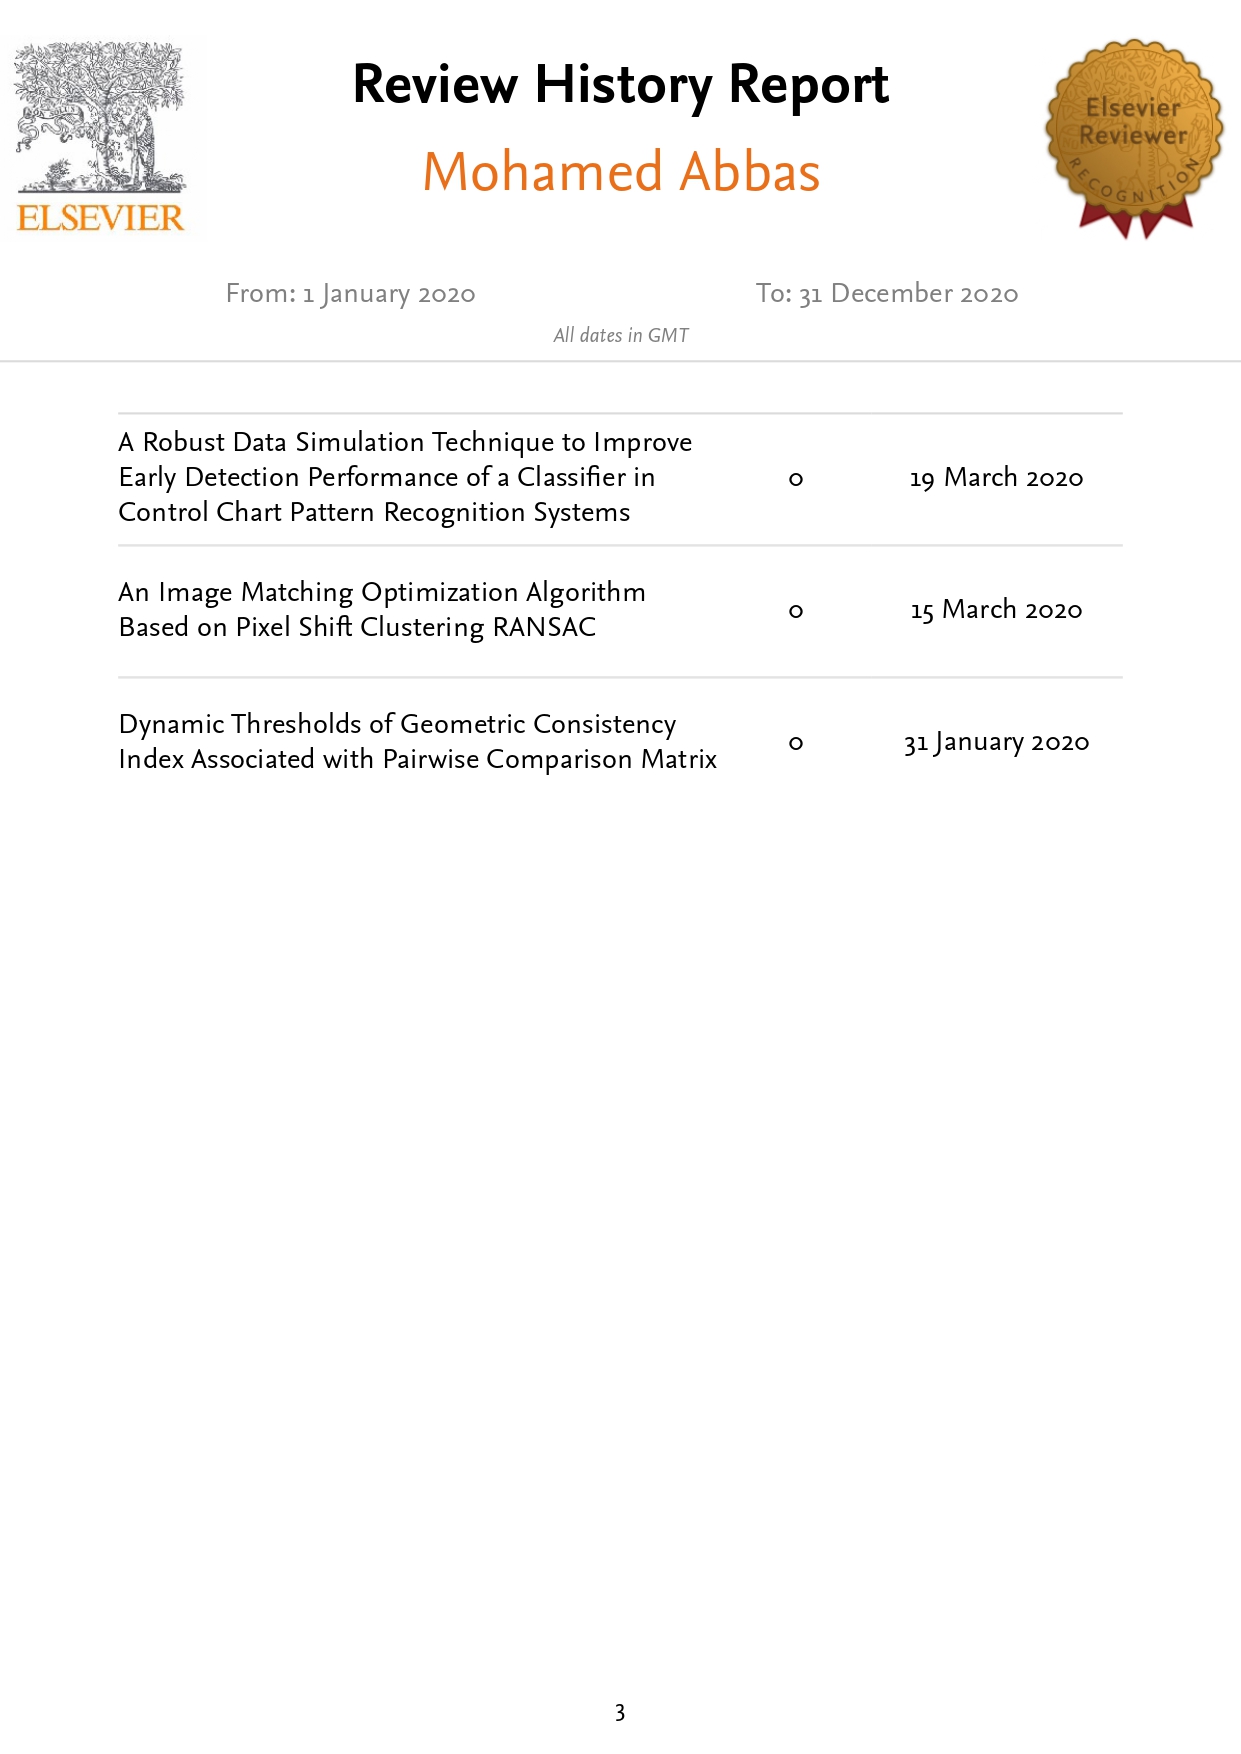 Review History Report
Mohamed Abbas
ELSEVIER
Elsevier
Reviewer
RECOGNITION
From: 1 January 2020 To: 31 December 2020
All dates in GMT
A Robust Data Simulation Technique to Improve
Early Detection Performance of a Classifier in
Control Chart Pattern Recognition Systems
0 19 March 2020
An Image Matching Optimization Algorithm
Based on Pixel Shift Clustering RANSAC
0 15 March 2020
Dynamic Thresholds of Geometric Consistency
Index Associated with Pairwise Comparison Matrix
0 31 January 2020
3